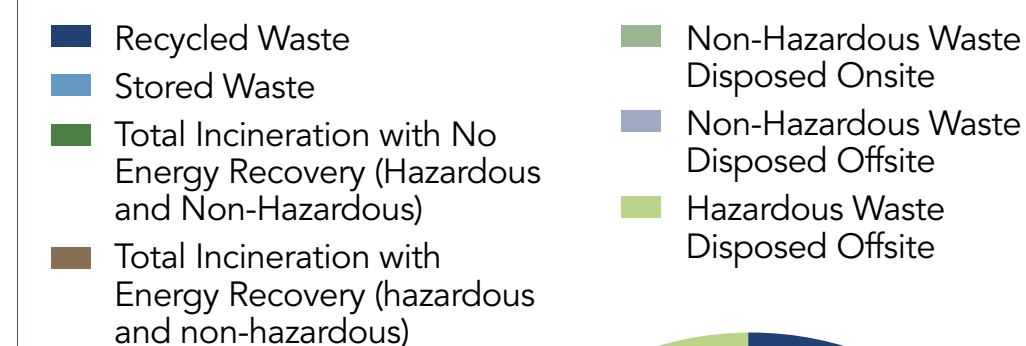 Recycled Waste
Stored Waste
Total Incineration with No
Energy Recovery (Hazardous
and Non-Hazardous)
Total Incineration with
Energy Recovery (hazardous
and non-hazardous)
Non-Hazardous Waste
Disposed Onsite
Non-Hazardous Waste
Disposed Offsite
Hazardous Waste
Disposed Offsite